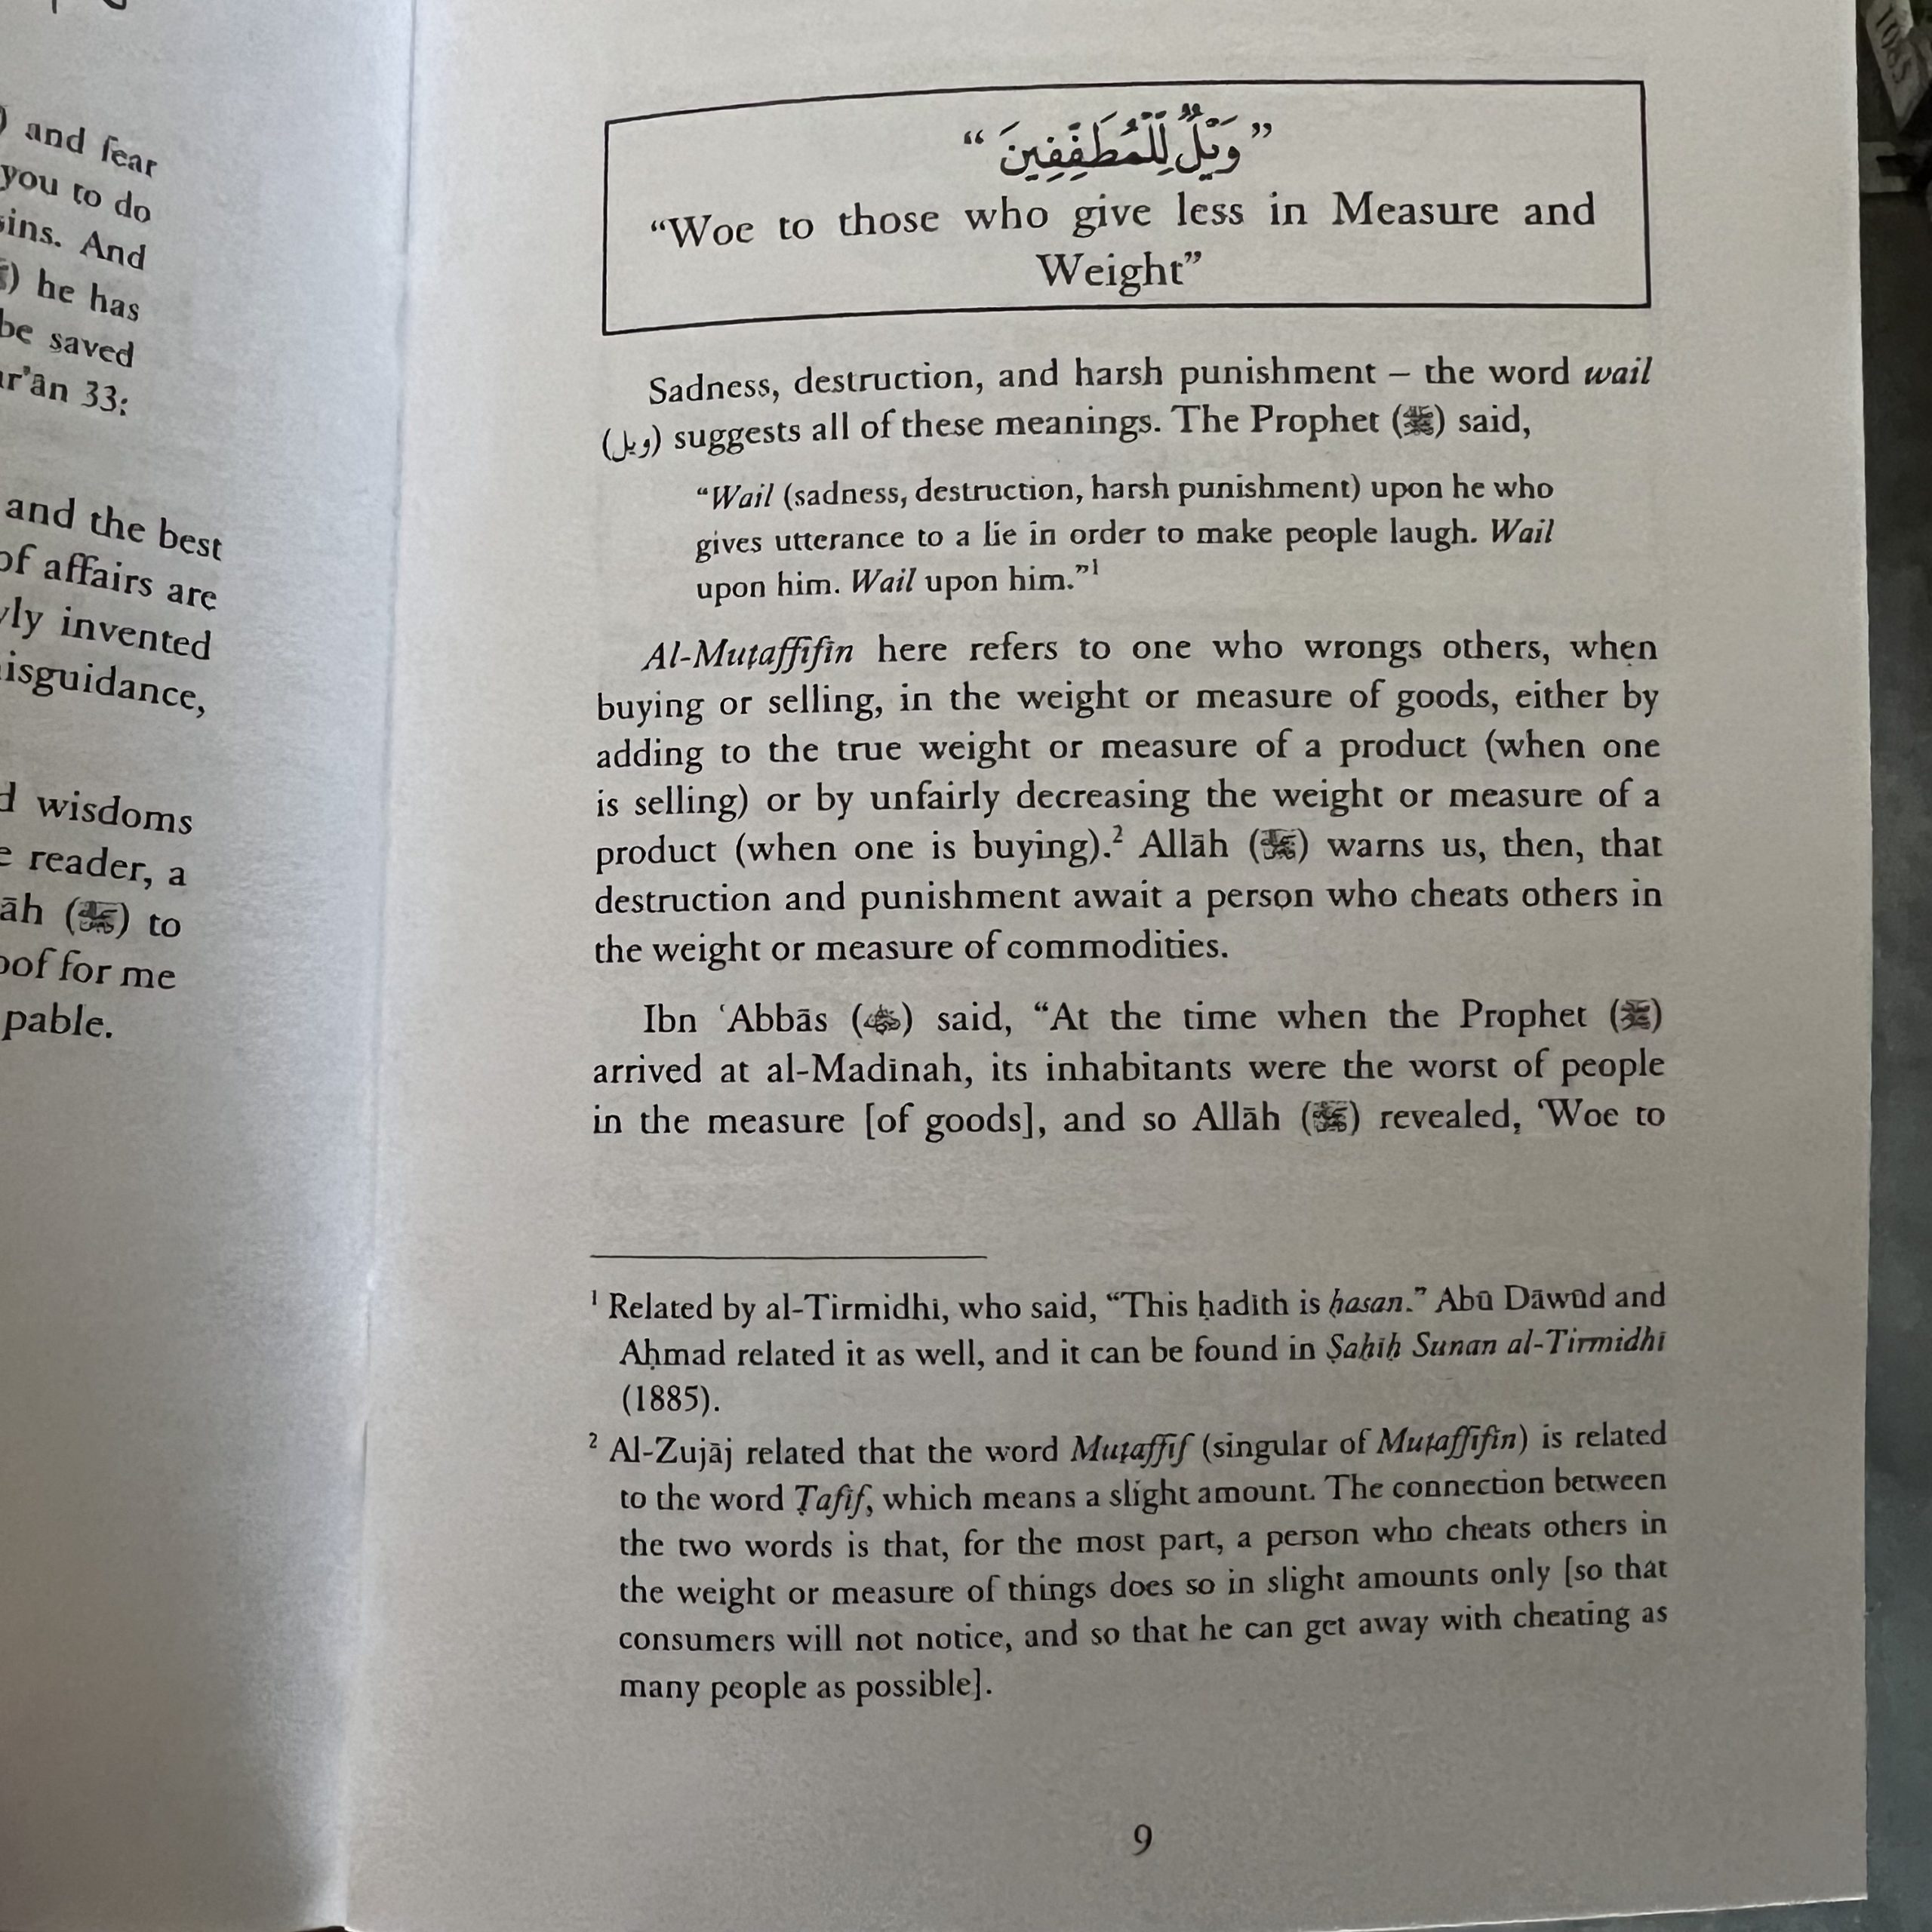 ) and fear
you to do
sins. And
ﷺ) he has
be saved
ur'ān 33:
and the best
of affairs are
invented
isguidance,
wisdoms
reader, a
āh () to
oof for me
pable.
“ وَيْلٌ لِّلْمُطَفِّفِينَ ”
“Woe to those who give less in Measure and
Weight”
Sadness, destruction, and harsh punishment – the word wail
(ويل) suggests all of these meanings. The Prophet (ﷺ) said,
“Wail (sadness, destruction, harsh punishment) upon he who
gives utterance to a lie in order to make people laugh. Wail
upon him. Wail upon him.”1
Al-Muṭaffifīn here refers to one who wrongs others, when
buying or selling, in the weight or measure of goods, either by
adding to the true weight or measure of a product (when one
is selling) or by unfairly decreasing the weight or measure of a
product (when one is buying).2 Allāh () warns us, then, that
destruction and punishment await a person who cheats others in
the weight or measure of commodities.
Ibn ‘Abbās () said, “At the time when the Prophet (ﷺ)
arrived at al-Madīnah, its inhabitants were the worst of people
in the measure [of goods], and so Allāh () revealed, ‘Woe to
1 Related by al-Tirmidhī, who said, “This ḥadīth is ḥasan.” Abū Dāwūd and
Aḥmad related it as well, and it can be found in Ṣaḥīḥ Sunan al-Tirmidhī
(1885).
2 Al-Zujāj related that the word Muṭaffif (singular of Muṭaffifīn) is related
to the word Ṭafīf, which means a slight amount. The connection between
the two words is that, for the most part, a person who cheats others in
the weight or measure of things does so in slight amounts only [so that
consumers will not notice, and so that he can get away with cheating as
many people as possible].
9